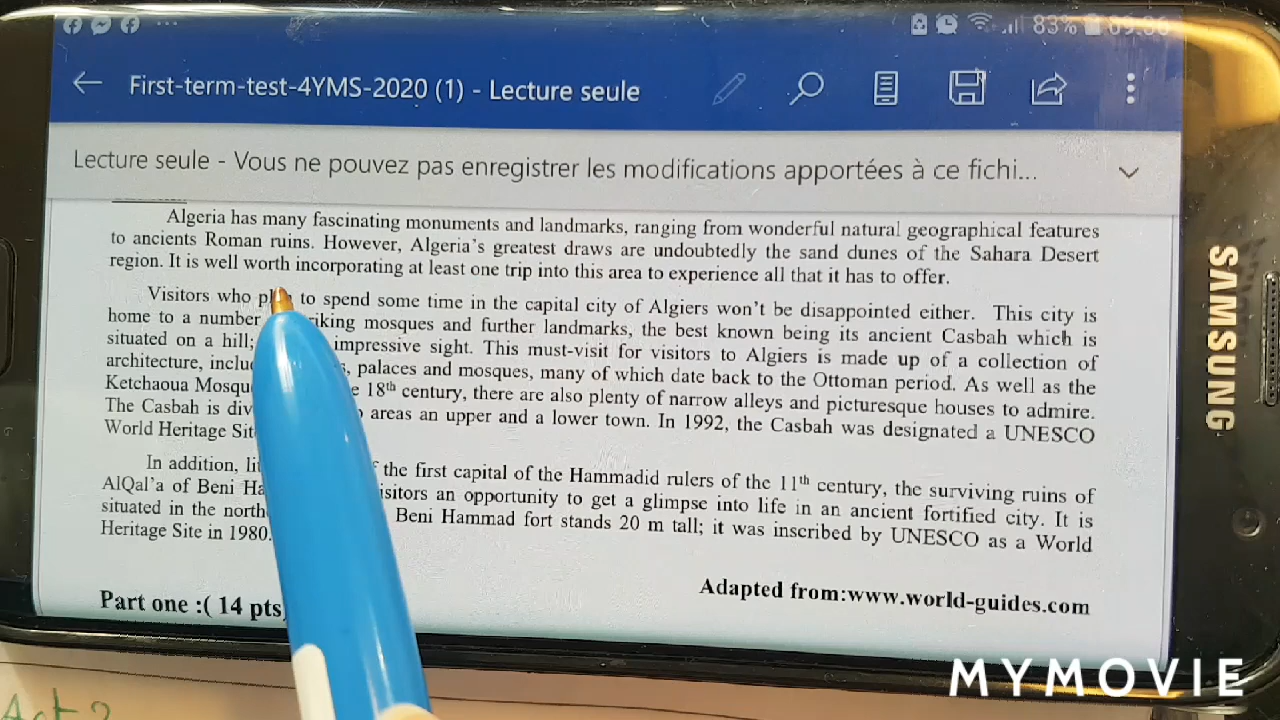 83% 09:36
First-term-test-4YMS-2020 (1) - Lecture seule
Lecture seule - Vous ne pouvez pas enregistrer les modifications apportées à ce fichi...
Algeria has many fascinating monuments and landmarks, ranging from wonderful natural geographical features
to ancients Roman ruins. However, Algeria's greatest draws are undoubtedly the sand dunes of the Sahara Desert
region. It is well worth incorporating at least one trip into this area to experience all that it has to offer.
Visitors who to spend some time in the capital city of Algiers won't be disappointed either. This city is
home to a number mosques and further landmarks, the best known being its ancient Casbah which is
situated on a hill; impressive sight. This must-visit for visitors to Algiers is made up of a collection of
architecture, palaces and mosques, many of which date back to the Ottoman period. As well as the
Ketchaoua 18th century, there are also plenty of narrow alleys and picturesque houses to admire.
The Casbah is areas an upper and a lower town. In 1992, the Casbah was designated a UNESCO
World Heritage
In addition, the first capital of the Hammadid rulers of the 11th century, the surviving ruins of
AlQal'a of Beni an opportunity to get a glimpse into life in an ancient fortified city. It is
situated in the Beni Hammad fort stands 20 m tall; it was inscribed by UNESCO as a World
Heritage Site in 1980.
Adapted from:www.world-guides.com
Part one :( 14 pts
SAMSUNG
MYMOVIE
Act 2